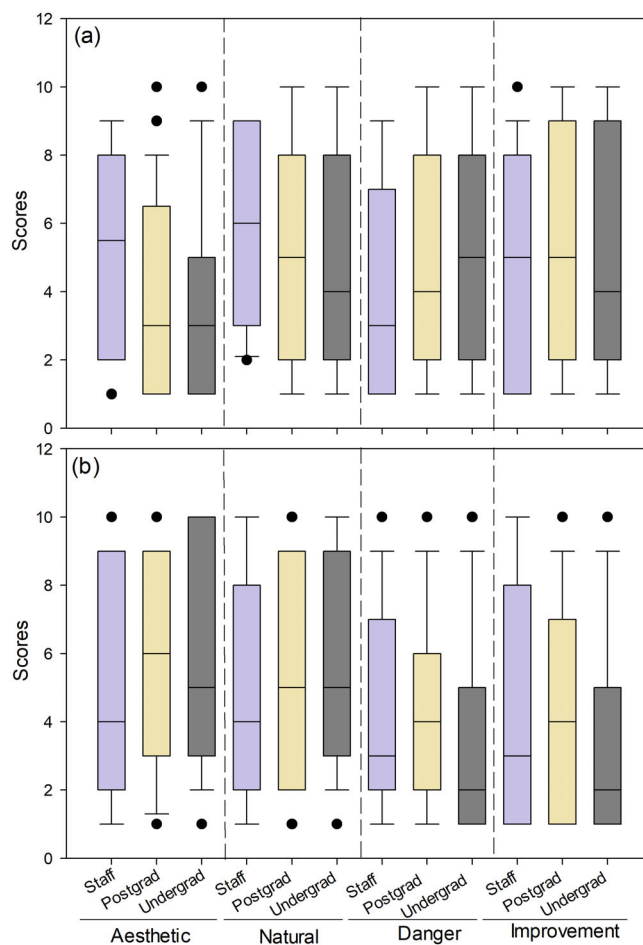 (a)
12
10
8
6
4
2
0
Scores
(b)
12
10
8
6
4
2
0
Scores
Staff Postgrad Undergrad Staff Postgrad Undergrad Staff Postgrad Undergrad Staff Postgrad Undergrad
Aesthetic Natural Danger Improvement